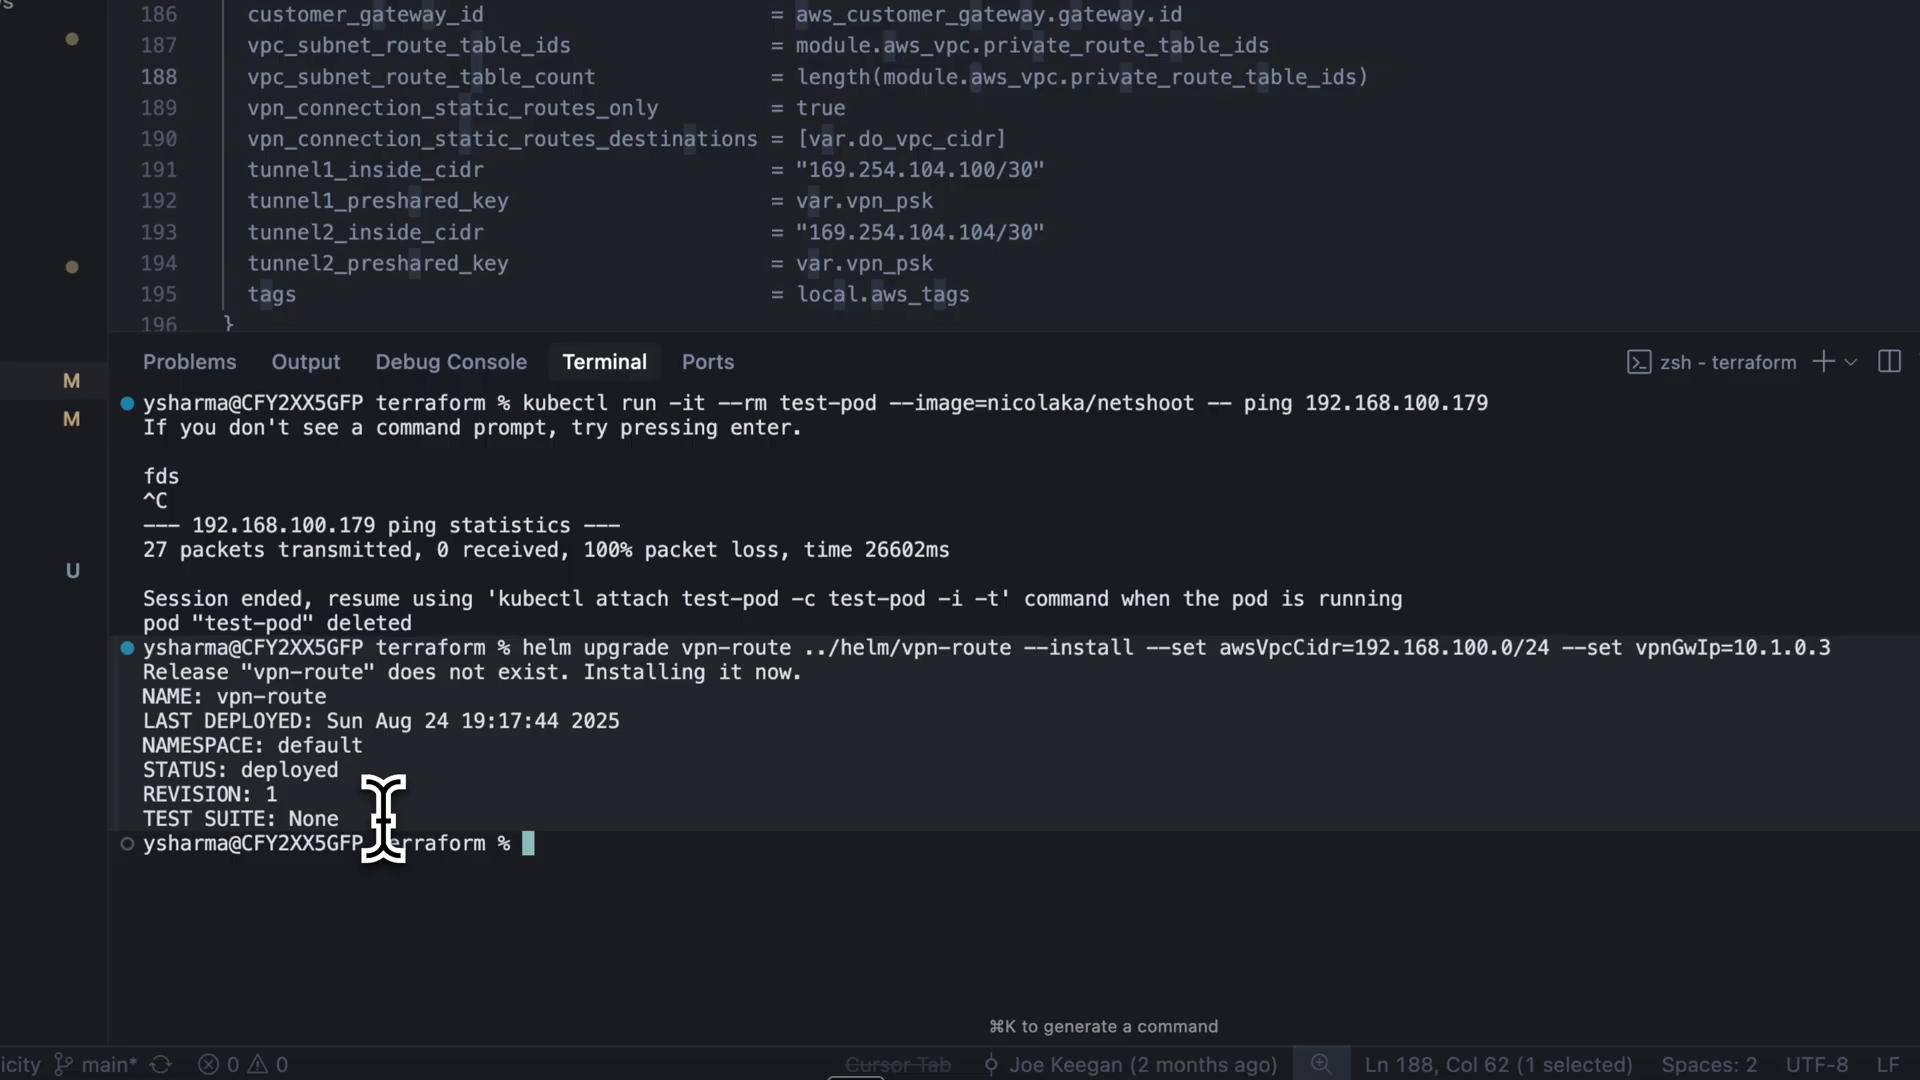 186 customer_gateway_id = aws_customer_gateway.gateway.id
187 vpc_subnet_route_table_ids = module.aws_vpc.private_route_table_ids
188 vpc_subnet_route_table_count = length(module.aws_vpc.private_route_table_ids)
189 vpn_connection_static_routes_only = true
190 vpn_connection_static_routes_destinations = [var.do_vpc_cidr]
191 tunnel1_inside_cidr = "169.254.104.100/30"
192 tunnel1_preshared_key = var.vpn_psk
193 tunnel2_inside_cidr = "169.254.104.104/30"
194 tunnel2_preshared_key = var.vpn_psk
195 tags = local.aws_tags
196 }
Problems Output Debug Console Terminal Ports zsh - terraform
M
M
U
ysharma@CFY2XX5GFP terraform % kubectl run -it --rm test-pod --image=nicolaka/netshoot -- ping 192.168.100.179
If you don't see a command prompt, try pressing enter.
fds
^C
--- 192.168.100.179 ping statistics ---
27 packets transmitted, 0 received, 100% packet loss, time 26602ms
Session ended, resume using 'kubectl attach test-pod -c test-pod -i -t' command when the pod is running
pod "test-pod" deleted
ysharma@CFY2XX5GFP terraform % helm upgrade vpn-route ../helm/vpn-route --install --set awsVpcCidr=192.168.100.0/24 --set vpnGwIp=10.1.0.3
Release "vpn-route" does not exist. Installing it now.
NAME: vpn-route
LAST DEPLOYED: Sun Aug 24 19:17:44 2025
NAMESPACE: default
STATUS: deployed
REVISION: 1
TEST SUITE: None
ysharma@CFY2XX5GFP terraform %
⌘K to generate a command
icity main* 0 0 Cursor Tab Joe Keegan (2 months ago) Ln 188, Col 62 (1 selected) Spaces: 2 UTF-8 LF